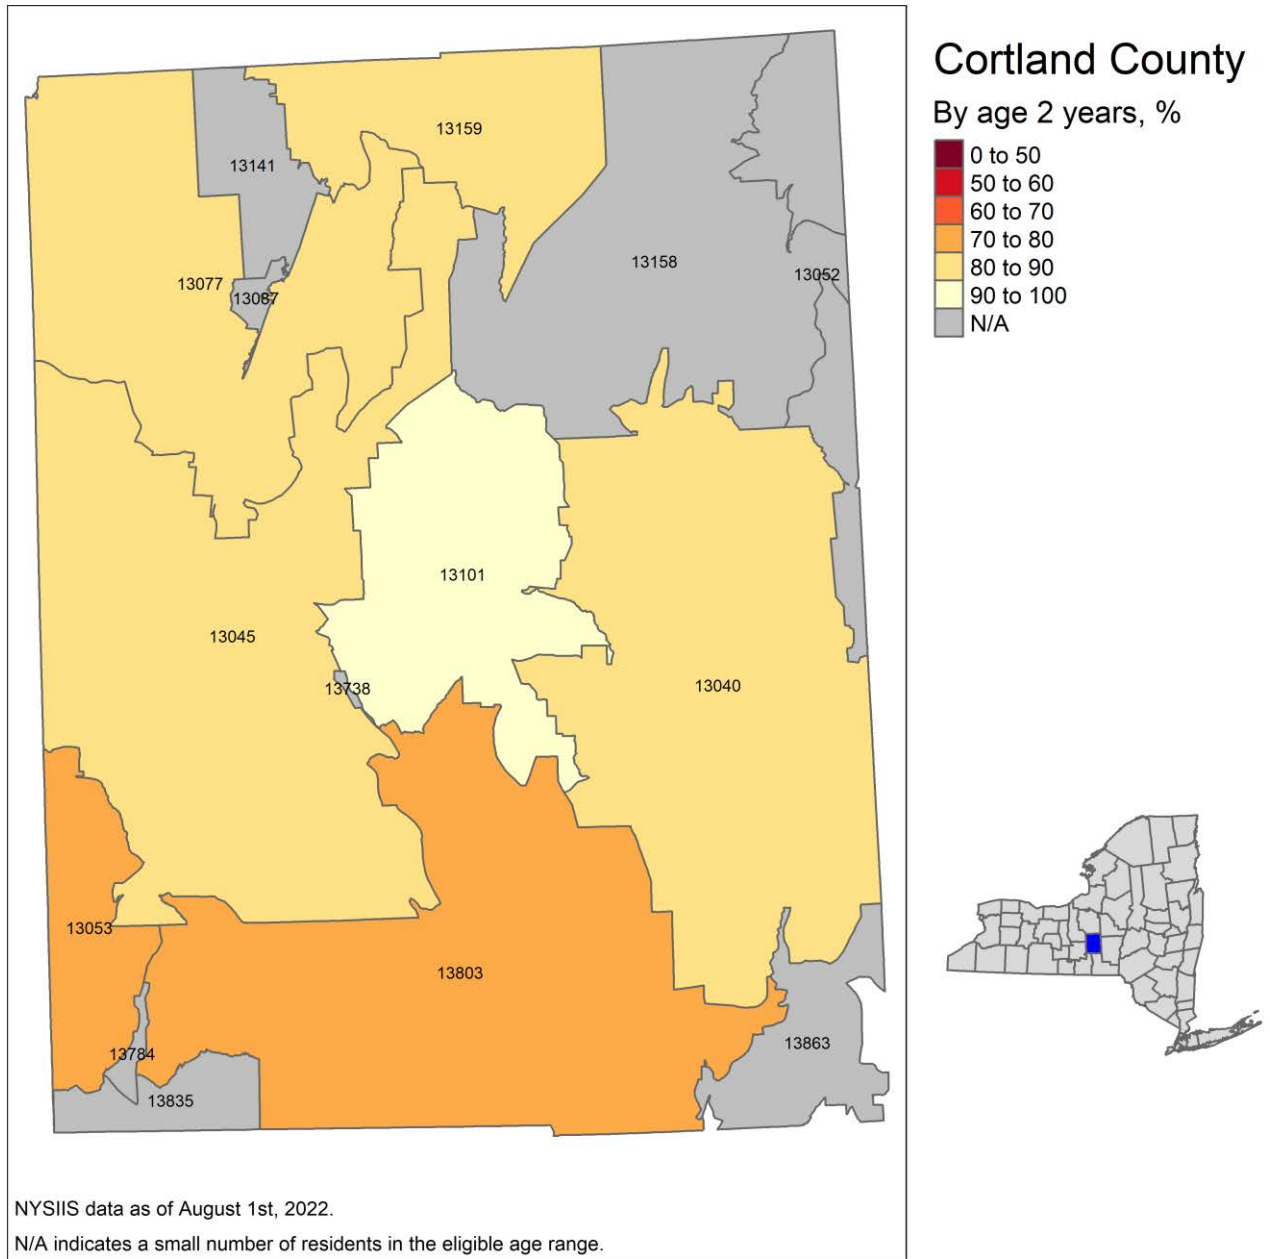 Cortland County
By age 2 years, %
0 to 50
50 to 60
60 to 70
70 to 80
80 to 90
90 to 100
N/A
13159
13141
13158
13052
13077
13087
13101
13045
13040
13738
13053
13803
13863
13784
13835
NYSIIS data as of August 1st, 2022.
N/A indicates a small number of residents in the eligible age range.